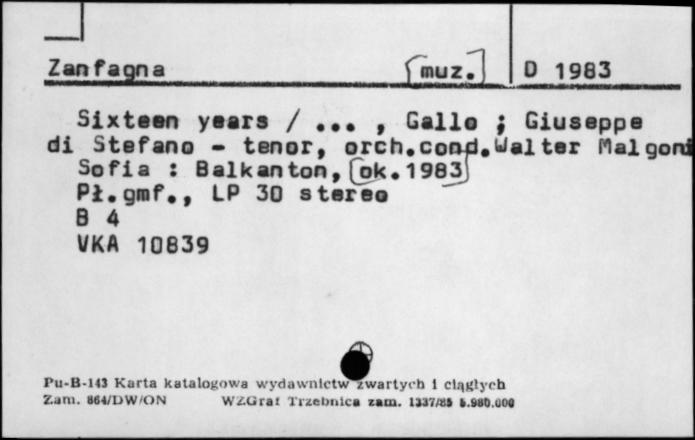 Zanfagna [muz.] D 1983
Sixteen years / ... , Gallo ; Giuseppe
di Stefano - tenor, orch.cond.Walter Malgoni
Sofia : Balkanton, [ok.1983]
Pł.gmf., LP 30 stereo
B 4
VKA 10839
Pu-B-143 Karta katalogowa wydawnictw zwartych i ciągłych
Zam. 864/DW/ON WZGraf Trzebnica zam. 1337/85 5.980.000